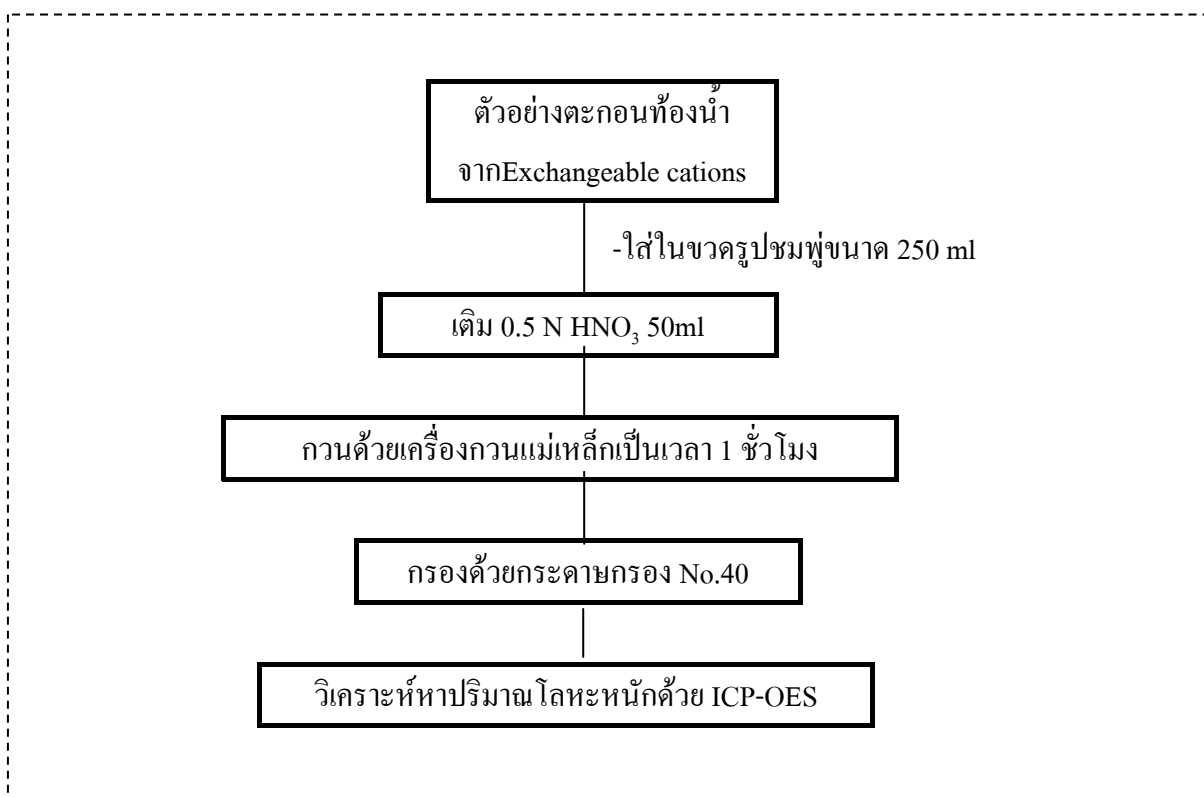 ตัวอย่างตะกอนท้องน้ำ
จากExchangeable cations
-ใส่ในขวดรูปชมพู่ขนาด 250 ml
เติม 0.5 N HNO₃ 50ml
กวนด้วยเครื่องกวนแม่เหล็กเป็นเวลา 1 ชั่วโมง
กรองด้วยกระดาษกรอง No.40
วิเคราะห์หาปริมาณโลหะหนักด้วย ICP-OES